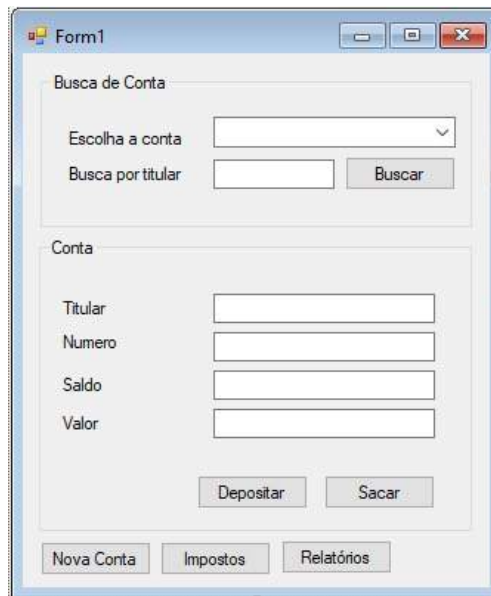 Form1
Busca de Conta
Escolha a conta
Busca por titular
Buscar
Conta
Titular
Numero
Saldo
Valor
Depositar Sacar
Nova Conta Impostos Relatórios